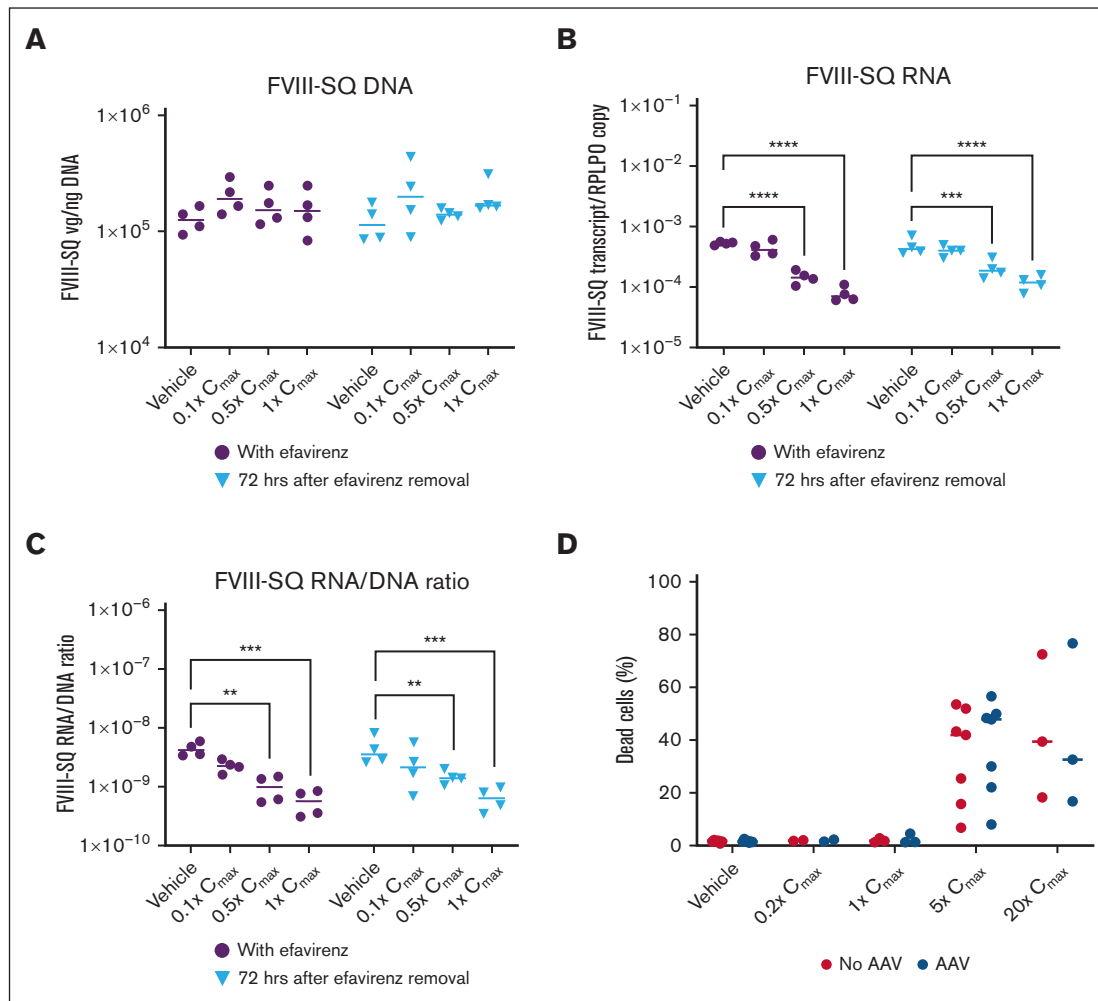 A
FVIII-SQ DNA
FVIII-SQ vg/ng DNA
1×10⁶
1×10⁵
1×10⁴
Vehicle
0.1x Cmax
0.5x Cmax
1x Cmax
Vehicle
0.1x Cmax
0.5x Cmax
1x Cmax
With efavirenz
72 hrs after efavirenz removal
B
FVIII-SQ RNA
FVIII-SQ transcript/RPLPO copy
1×10⁻¹
1×10⁻²
1×10⁻³
1×10⁻⁴
1×10⁻⁵
****
****
****
***
Vehicle
0.1x Cmax
0.5x Cmax
1x Cmax
Vehicle
0.1x Cmax
0.5x Cmax
1x Cmax
With efavirenz
72 hrs after efavirenz removal
C
FVIII-SQ RNA/DNA ratio
FVIII-SQ RNA/DNA ratio
1×10⁻⁶
1×10⁻⁷
1×10⁻⁸
1×10⁻⁹
1×10⁻¹⁰
***
**
***
**
Vehicle
0.1x Cmax
0.5x Cmax
1x Cmax
Vehicle
0.1x Cmax
0.5x Cmax
1x Cmax
With efavirenz
72 hrs after efavirenz removal
D
Dead cells (%)
100
80
60
40
20
0
Vehicle
0.2x Cmax
1x Cmax
5x Cmax
20x Cmax
No AAV
AAV